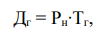 Дг = Рн·Тг,